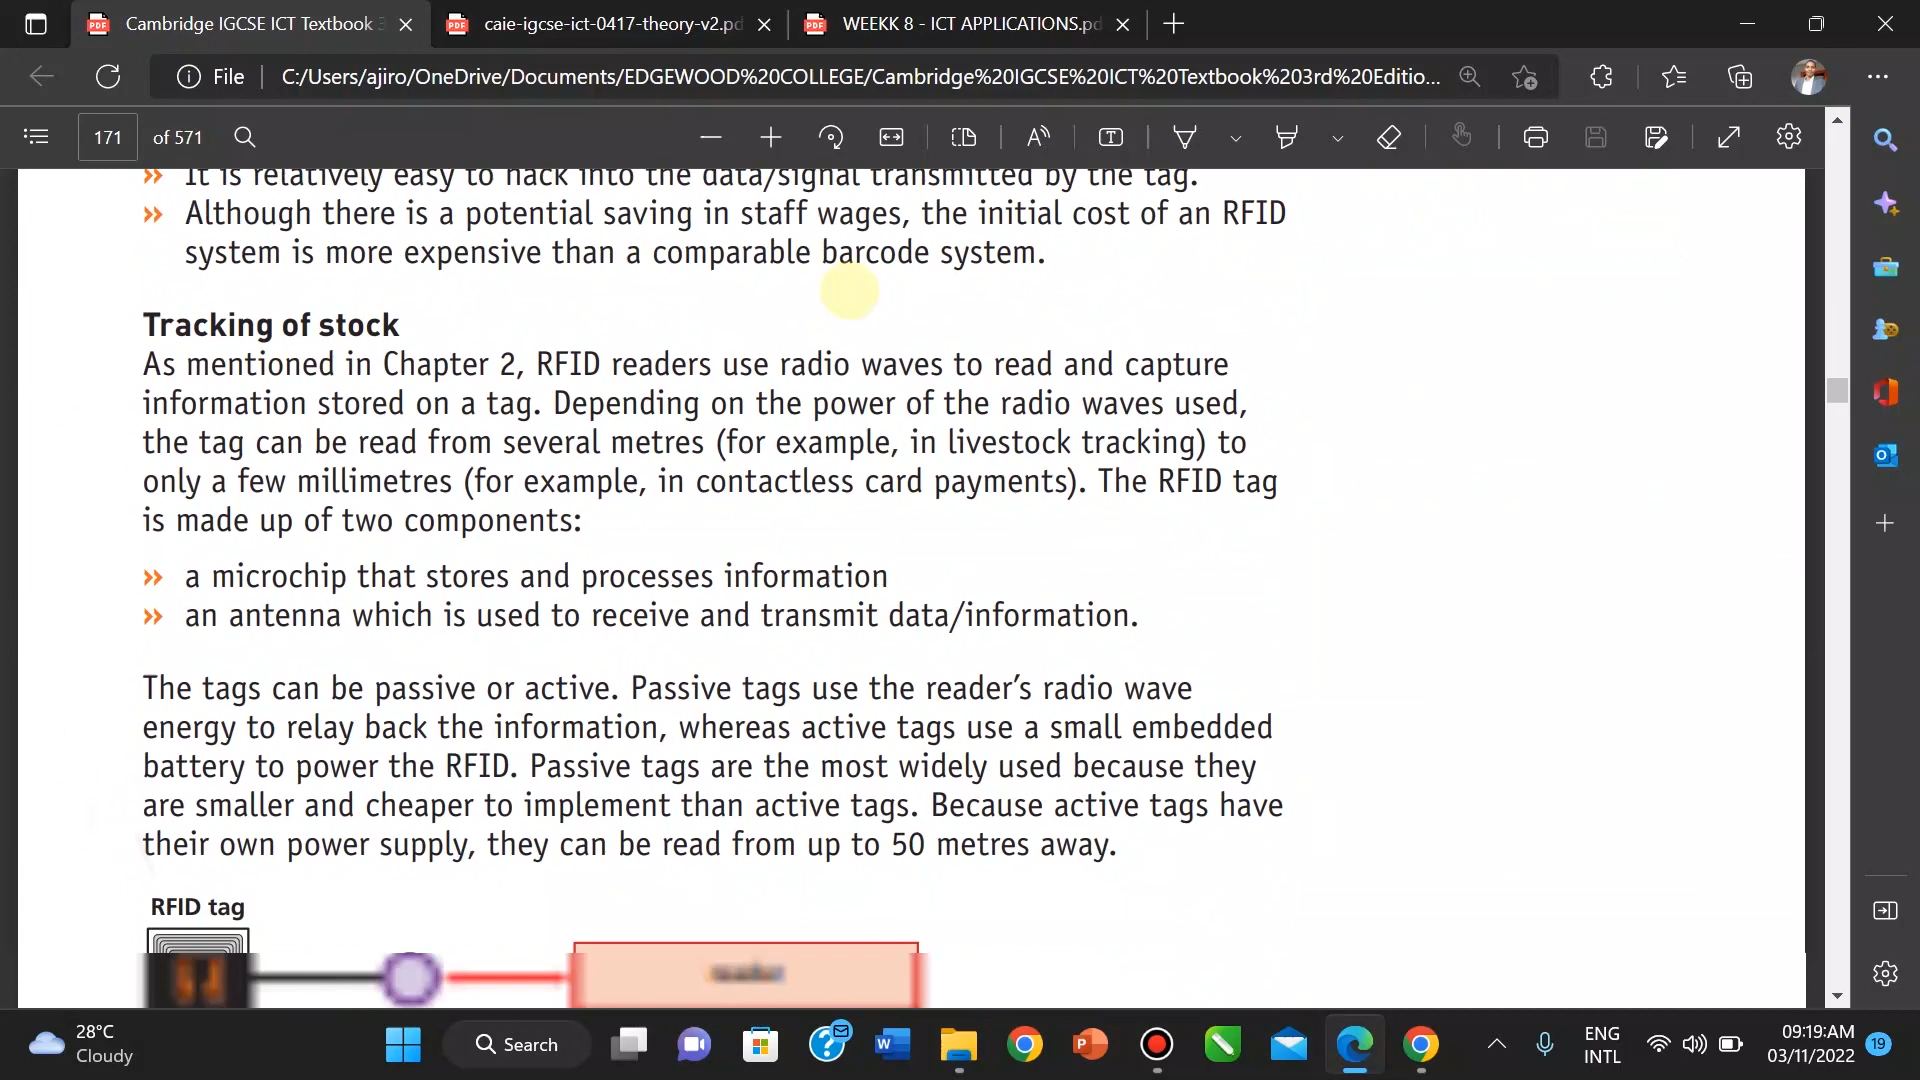 Cambridge IGCSE ICT Textbook 3
caie-igcse-ict-0417-theory-v2.pd
WEEKK 8 - ICT APPLICATIONS.pd
File
C:/Users/ajiro/OneDrive/Documents/EDGEWOOD%20COLLEGE/Cambridge%20IGCSE%20ICT%20Textbook%203rd%20Editio...
171 of 571
» It is relatively easy to hack into the data/signal transmitted by the tag.
» Although there is a potential saving in staff wages, the initial cost of an RFID
system is more expensive than a comparable barcode system.
Tracking of stock
As mentioned in Chapter 2, RFID readers use radio waves to read and capture
information stored on a tag. Depending on the power of the radio waves used,
the tag can be read from several metres (for example, in livestock tracking) to
only a few millimetres (for example, in contactless card payments). The RFID tag
is made up of two components:
» a microchip that stores and processes information
» an antenna which is used to receive and transmit data/information.
The tags can be passive or active. Passive tags use the reader's radio wave
energy to relay back the information, whereas active tags use a small embedded
battery to power the RFID. Passive tags are the most widely used because they
are smaller and cheaper to implement than active tags. Because active tags have
their own power supply, they can be read from up to 50 metres away.
RFID tag
28°C
Cloudy
Search
ENG
INTL
09:19:AM
03/11/2022
19